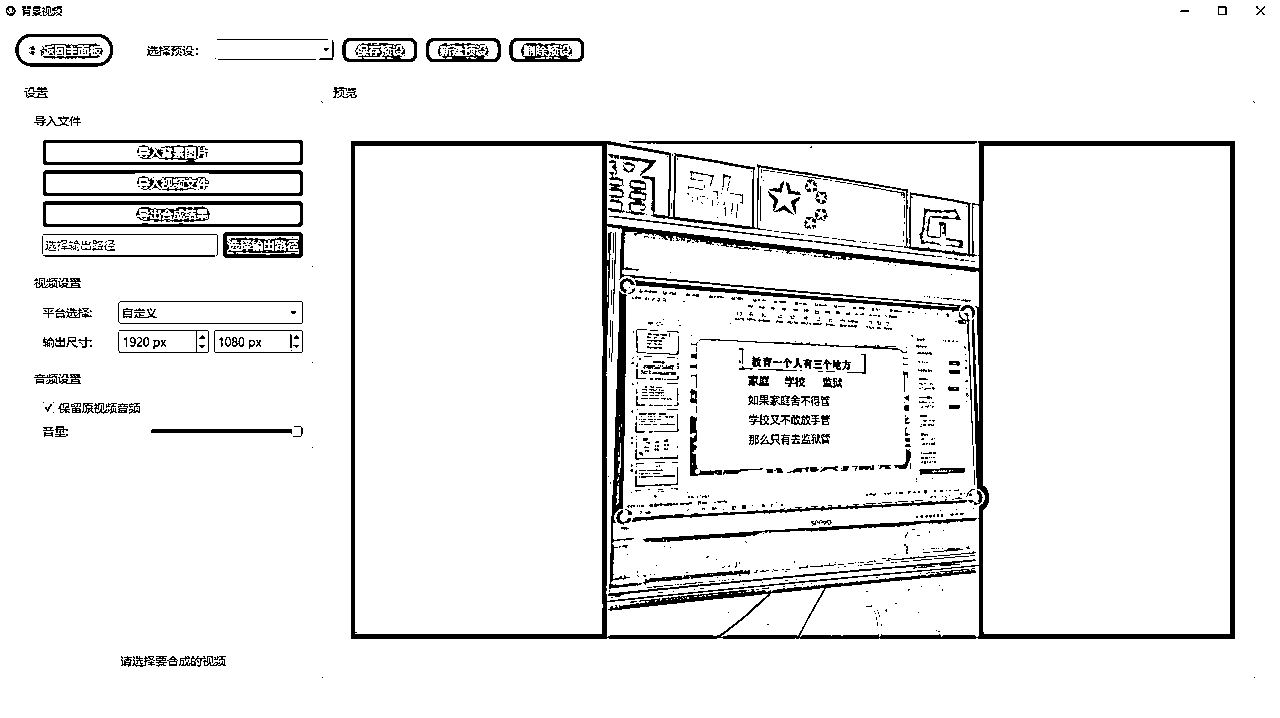 背景视频
返回主面板
选择预设:
保存预设
新建预设
删除预设
设置
预览
导入文件
导入背景图片
导入视频文件
导出合成结果
选择输出路径
选择输出路径
视频设置
平台选择:
自定义
输出尺寸:
1920 px
1080 px
音频设置
保留原视频音频
音量:
请选择要合成的视频
教育一个人有三个地方
家庭 学校 监狱
如果家庭舍不得管
学校又不敢放手管
那么只有去监狱管